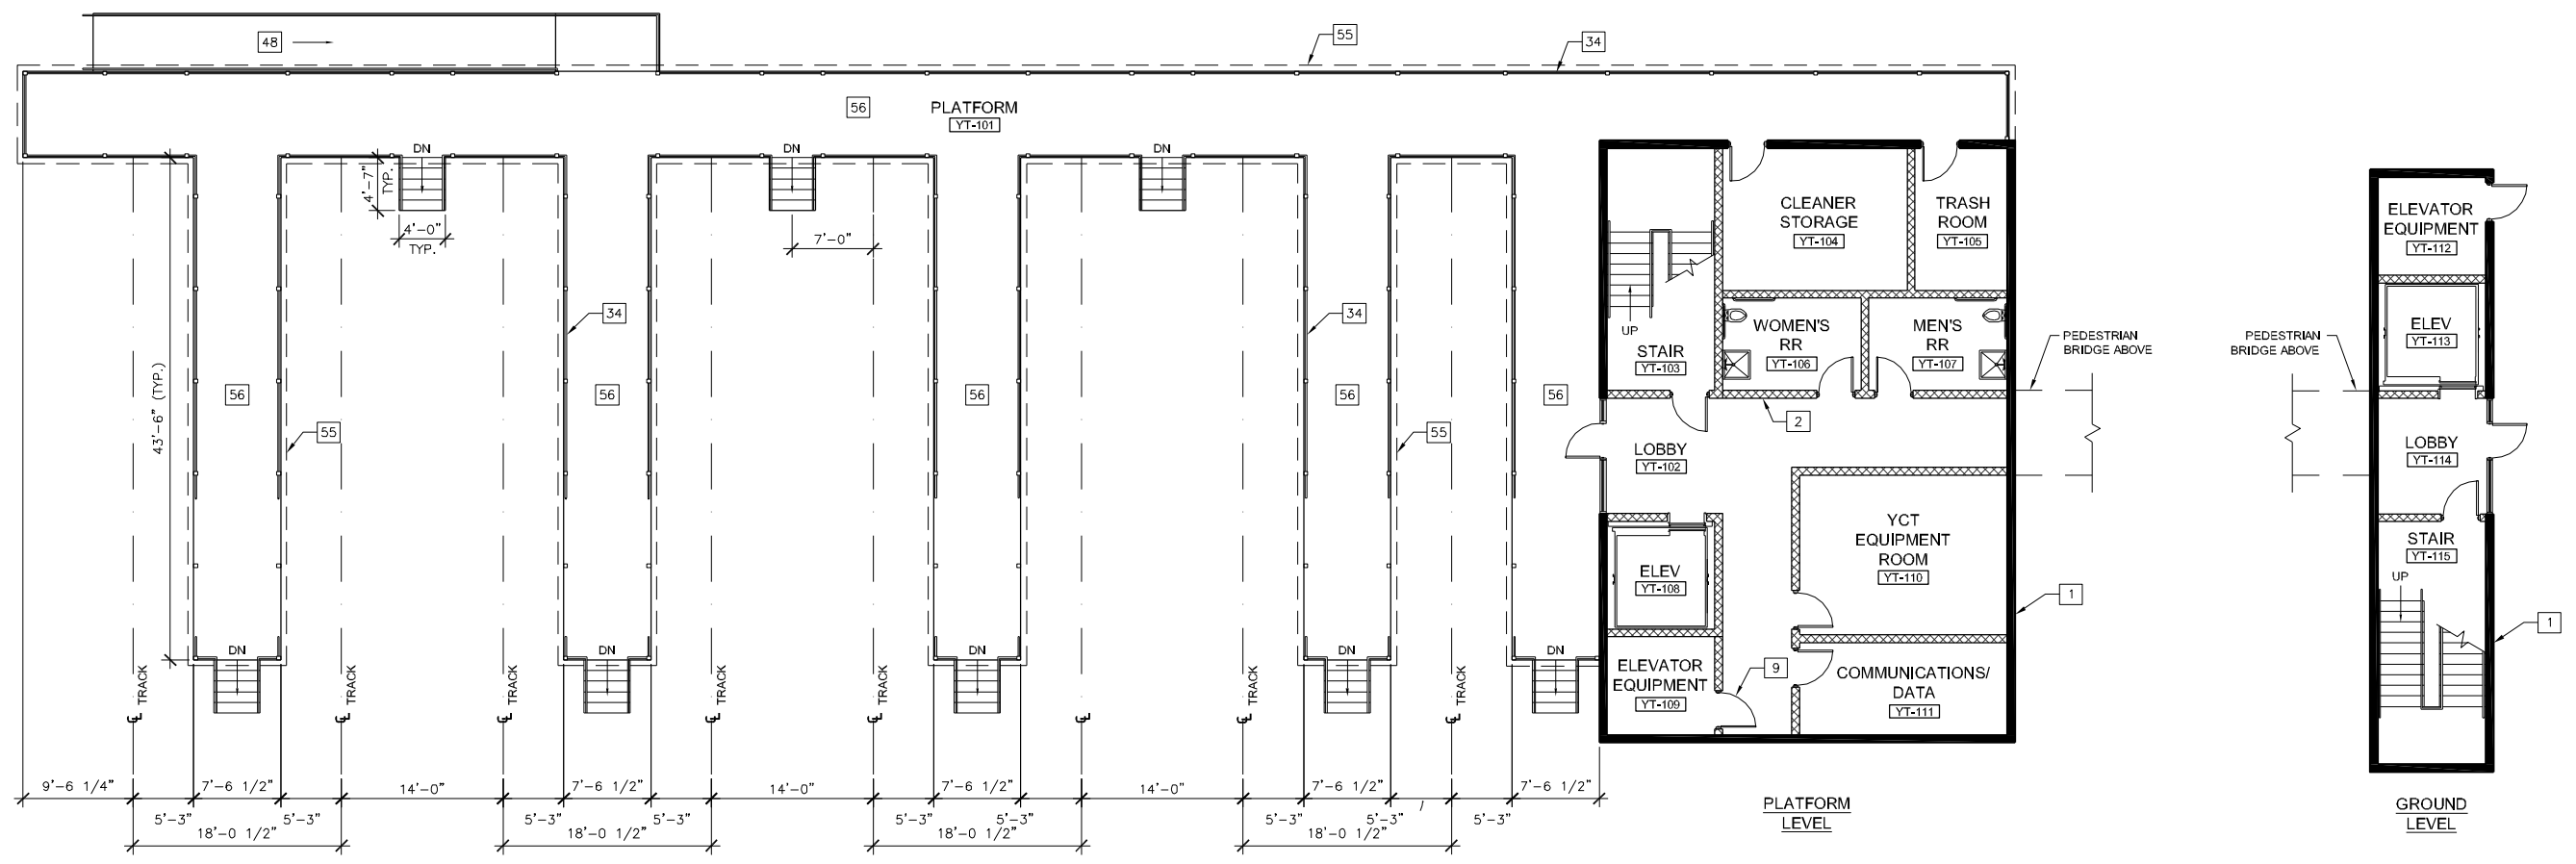 48
55
34
56
PLATFORM
YT-101
DN
DN
DN
4'-7"
TYP.
4'-0"
TYP.
7'-0"
43'-6" (TYP.)
34
34
56
56
56
56
56
55
55
DN
DN
DN
DN
DN
TRACK
TRACK
TRACK
TRACK
TRACK
TRACK
CLEANER
STORAGE
YT-104
TRASH
ROOM
YT-105
UP
STAIR
YT-103
WOMEN'S
RR
YT-106
MEN'S
RR
YT-107
2
LOBBY
YT-102
YCT
EQUIPMENT
ROOM
YT-110
ELEV
YT-108
ELEVATOR
EQUIPMENT
YT-109
9
COMMUNICATIONS/
DATA
YT-111
1
PEDESTRIAN
BRIDGE ABOVE
PEDESTRIAN
BRIDGE ABOVE
ELEVATOR
EQUIPMENT
YT-112
ELEV
YT-113
LOBBY
YT-114
STAIR
YT-115
UP
1
9'-6 1/4"
7'-6 1/2"
14'-0"
7'-6 1/2"
14'-0"
7'-6 1/2"
14'-0"
7'-6 1/2"
7'-6 1/2"
5'-3"
5'-3"
5'-3"
5'-3"
5'-3"
5'-3"
5'-3"
5'-3"
5'-3"
18'-0 1/2"
18'-0 1/2"
18'-0 1/2"
18'-0 1/2"
PLATFORM
LEVEL
GROUND
LEVEL